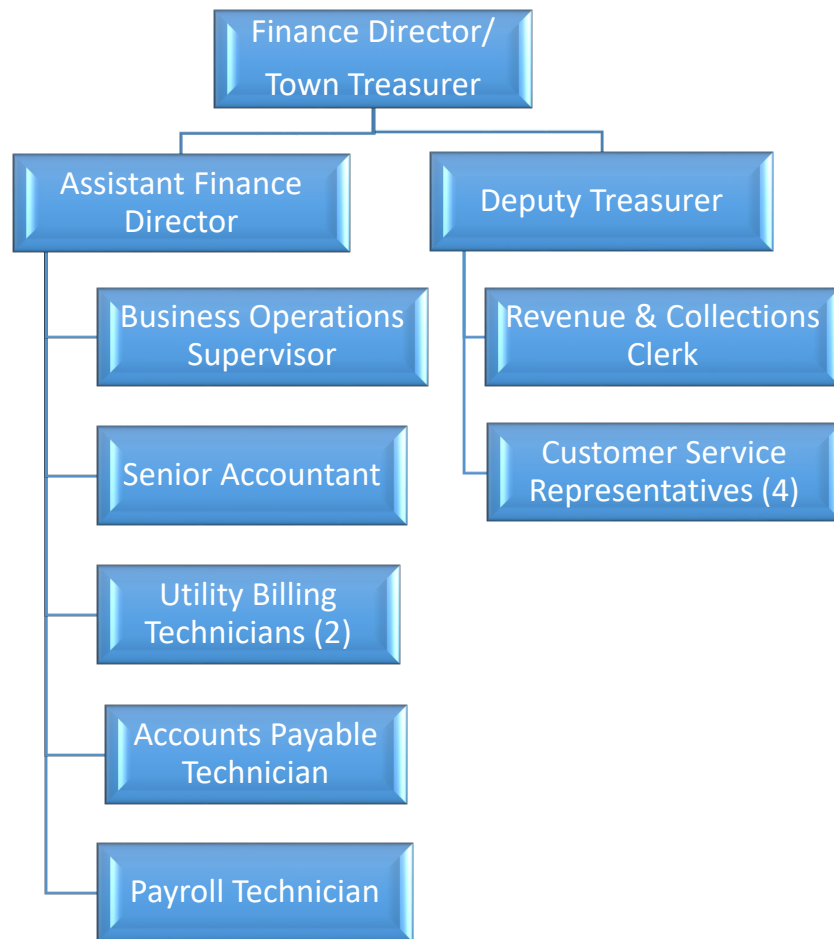 Finance Director/
Town Treasurer
Assistant Finance
Director
Deputy Treasurer
Business Operations
Supervisor
Revenue & Collections
Clerk
Senior Accountant
Customer Service
Representatives (4)
Utility Billing
Technicians (2)
Accounts Payable
Technician
Payroll Technician